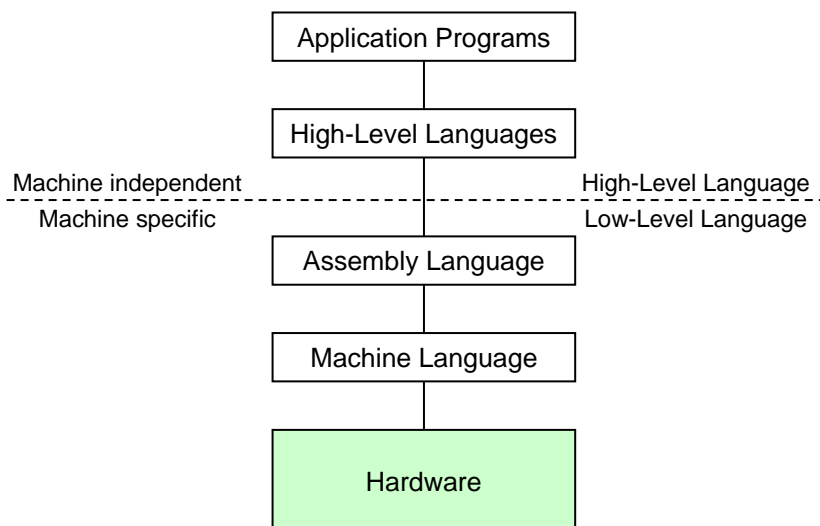 Application Programs
High-Level Languages
Machine independent
High-Level Language
Machine specific
Low-Level Language
Assembly Language
Machine Language
Hardware